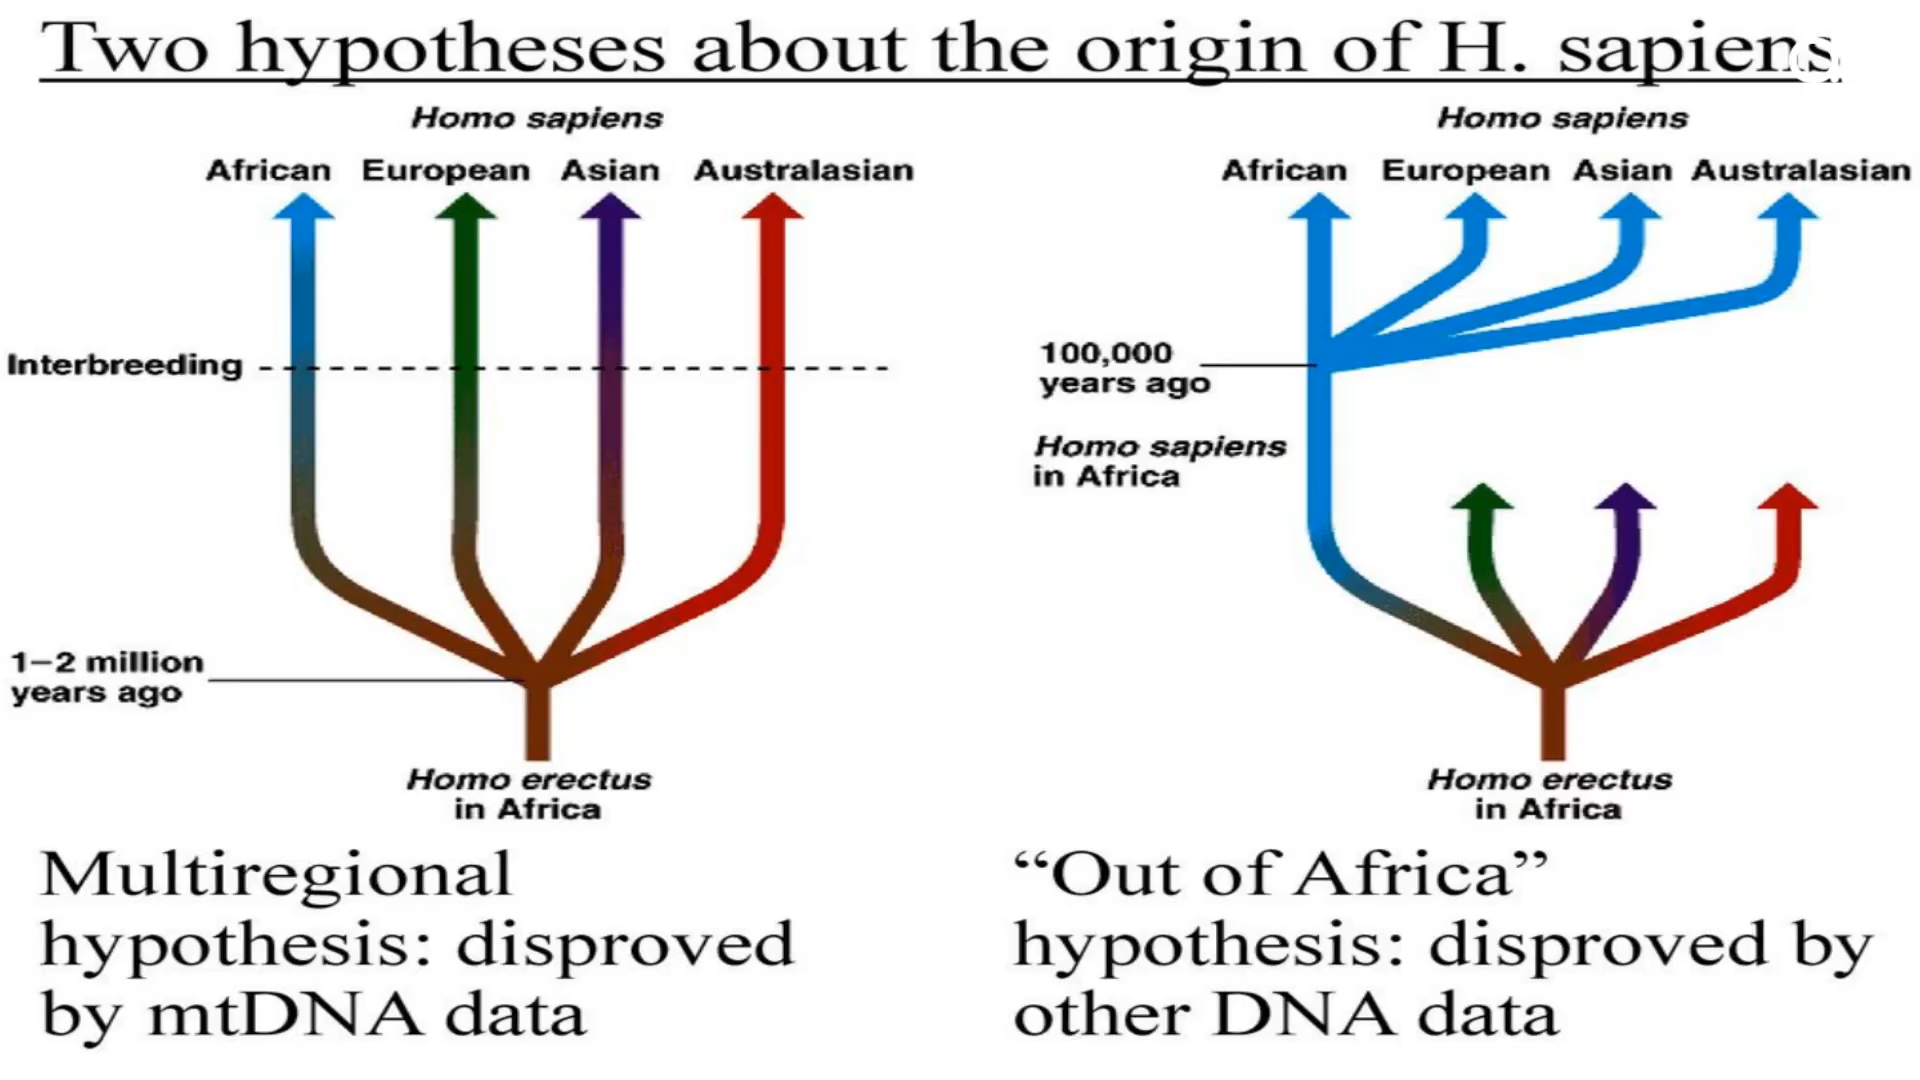 Two hypotheses about the origin of H. sapiens
Homo sapiens
African European Asian Australasian
Interbreeding
1–2 million
years ago
Homo erectus
in Africa
Multiregional
hypothesis: disproved
by mtDNA data
Homo sapiens
African European Asian Australasian
100,000
years ago
Homo sapiens
in Africa
Homo erectus
in Africa
“Out of Africa”
hypothesis: disproved by
other DNA data